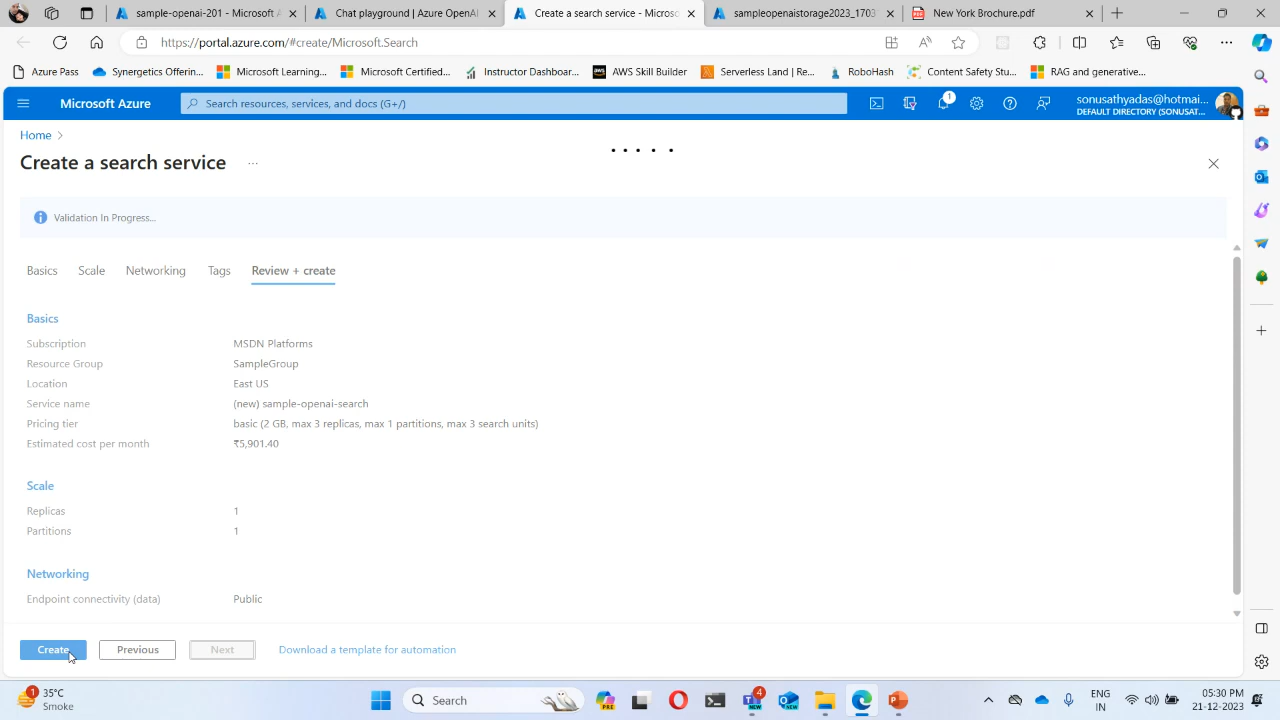 sample-openai-201 - Microsoft A
Chat playground | Azure OpenAI
Create a search service - Micros
sampleopenaistorage2023_1703
New York Brochure.pdf
https://portal.azure.com/#create/Microsoft.Search
Azure Pass
Synergetics Offerin...
Microsoft Learning...
Microsoft Certified...
Instructor Dashboar...
AWS Skill Builder
Serverless Land | Re...
RoboHash
Content Safety Stu...
RAG and generative...
Microsoft Azure
Search resources, services, and docs (G+/)
1
sonusathyadas@hotmai...
DEFAULT DIRECTORY (SONUSAT...
Home
Create a search service
...
Validation In Progress...
Basics Scale Networking Tags Review + create
Basics
Subscription MSDN Platforms
Resource Group SampleGroup
Location East US
Service name (new) sample-openai-search
Pricing tier basic (2 GB, max 3 replicas, max 1 partitions, max 3 search units)
Estimated cost per month ₹5,901.40
Scale
Replicas 1
Partitions 1
Networking
Endpoint connectivity (data) Public
Create Previous Next Download a template for automation
1
35°C
Smoke
Search
PRE
NEW
4
NEW
ENG
IN
05:30 PM
21-12-2023